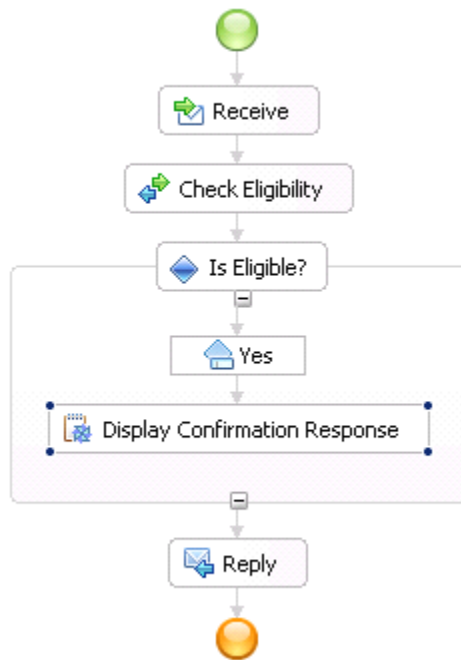 Receive
Check Eligibility
Is Eligible?
Yes
Display Confirmation Response
Reply